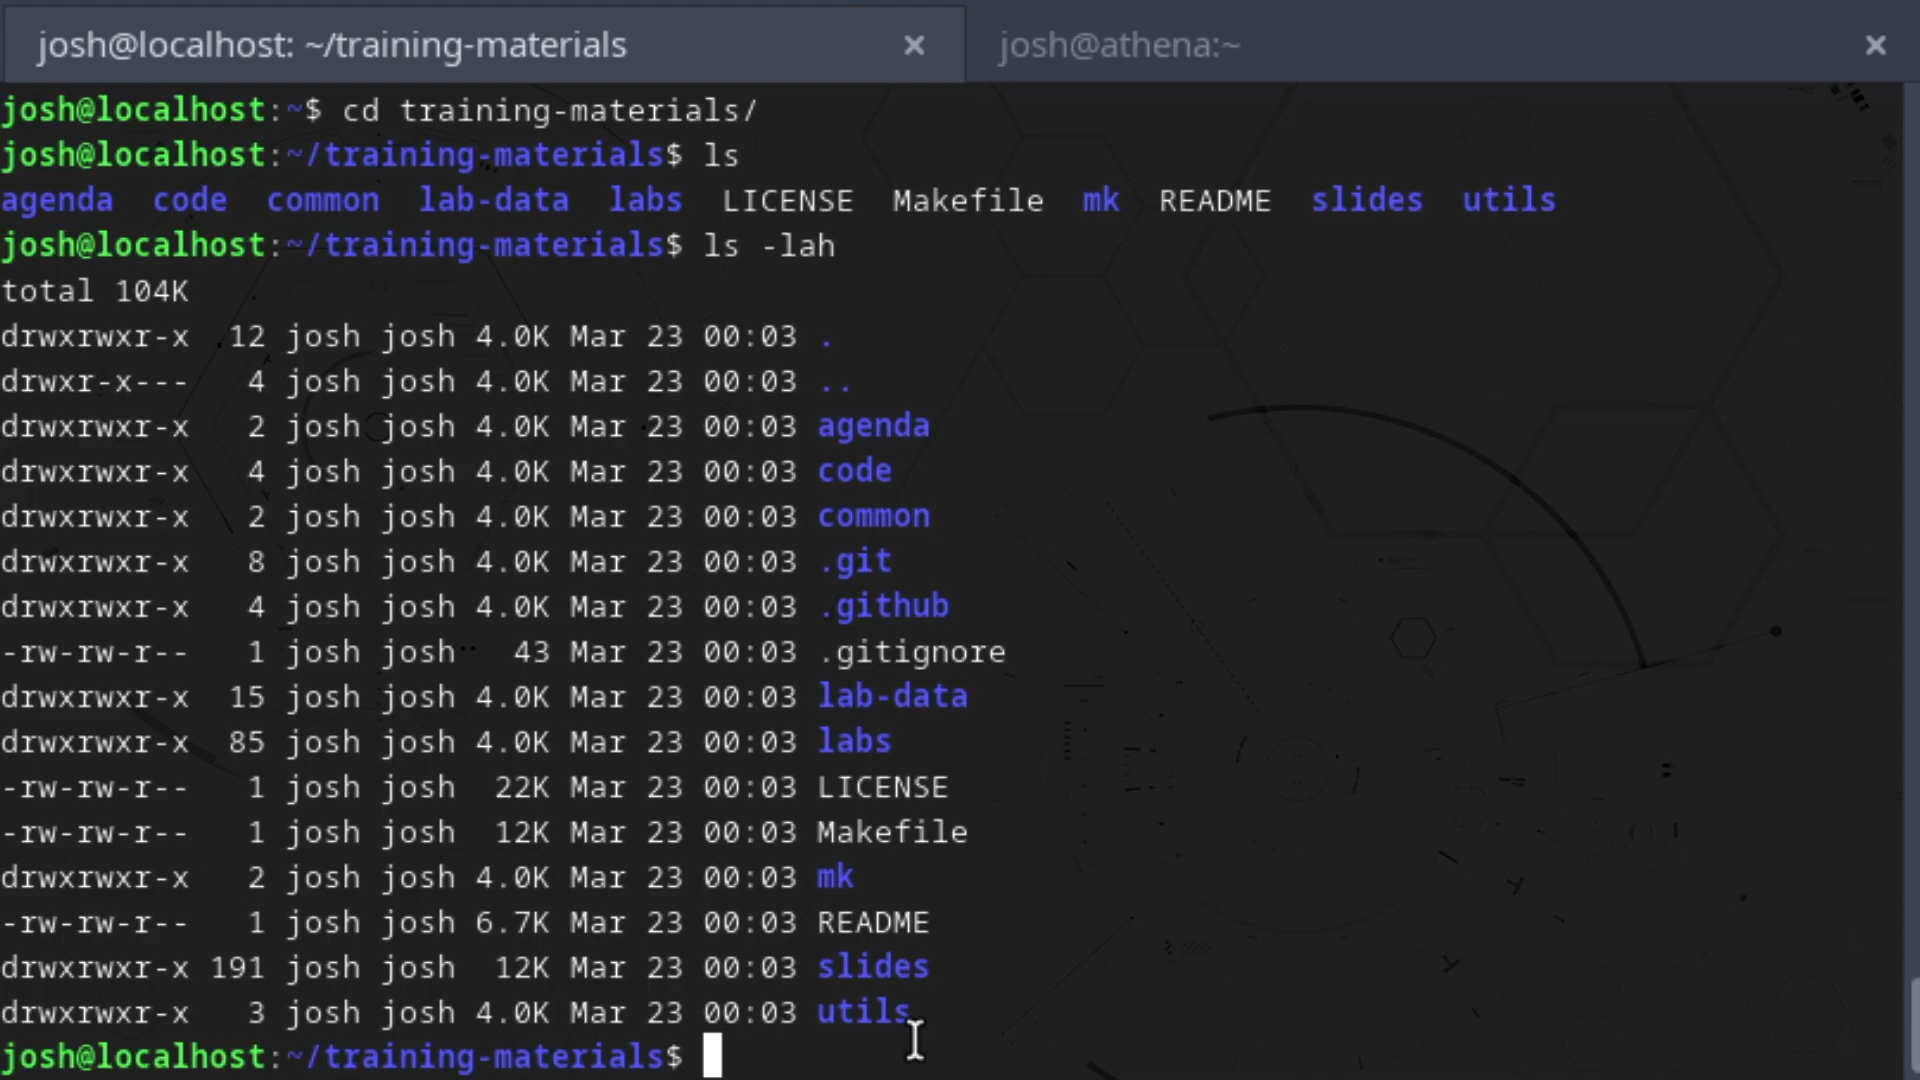 josh@localhost: ~/training-materials × josh@athena:~ ×
josh@localhost:~$ cd training-materials/
josh@localhost:~/training-materials$ ls
agenda code common lab-data labs LICENSE Makefile mk README slides utils
josh@localhost:~/training-materials$ ls -lah
total 104K
drwxrwxr-x 12 josh josh 4.0K Mar 23 00:03 .
drwxr-x--- 4 josh josh 4.0K Mar 23 00:03 ..
drwxrwxr-x 2 josh josh 4.0K Mar 23 00:03 agenda
drwxrwxr-x 4 josh josh 4.0K Mar 23 00:03 code
drwxrwxr-x 2 josh josh 4.0K Mar 23 00:03 common
drwxrwxr-x 8 josh josh 4.0K Mar 23 00:03 .git
drwxrwxr-x 4 josh josh 4.0K Mar 23 00:03 .github
-rw-rw-r-- 1 josh josh 43 Mar 23 00:03 .gitignore
drwxrwxr-x 15 josh josh 4.0K Mar 23 00:03 lab-data
drwxrwxr-x 85 josh josh 4.0K Mar 23 00:03 labs
-rw-rw-r-- 1 josh josh 22K Mar 23 00:03 LICENSE
-rw-rw-r-- 1 josh josh 12K Mar 23 00:03 Makefile
drwxrwxr-x 2 josh josh 4.0K Mar 23 00:03 mk
-rw-rw-r-- 1 josh josh 6.7K Mar 23 00:03 README
drwxrwxr-x 191 josh josh 12K Mar 23 00:03 slides
drwxrwxr-x 3 josh josh 4.0K Mar 23 00:03 utils
josh@localhost:~/training-materials$